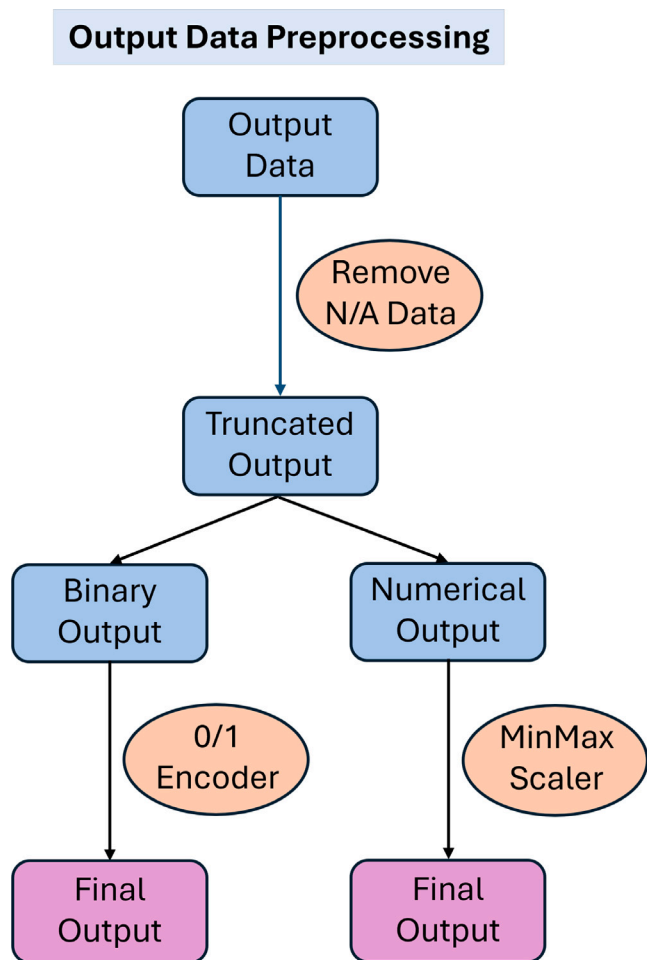 Output Data Preprocessing
Output
Data
Remove
N/A Data
Truncated
Output
Binary
Output
Numerical
Output
0/1
Encoder
MinMax
Scaler
Final
Output
Final
Output